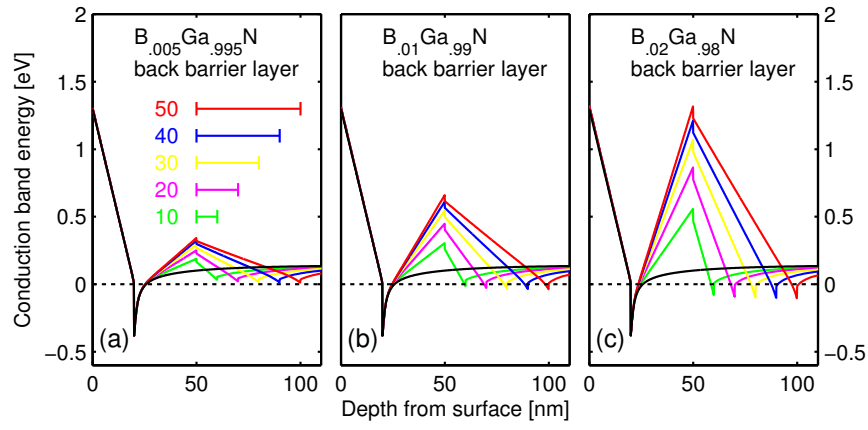 B.005Ga.995N
back barrier layer
B.01Ga.99N
back barrier layer
B.02Ga.98N
back barrier layer
50
40
30
20
10
(a)
(b)
(c)
Conduction band energy [eV]
2
1.5
1
0.5
0
−0.5
2
1.5
1
0.5
0
−0.5
0
50
100
0
50
100
0
50
100
Depth from surface [nm]